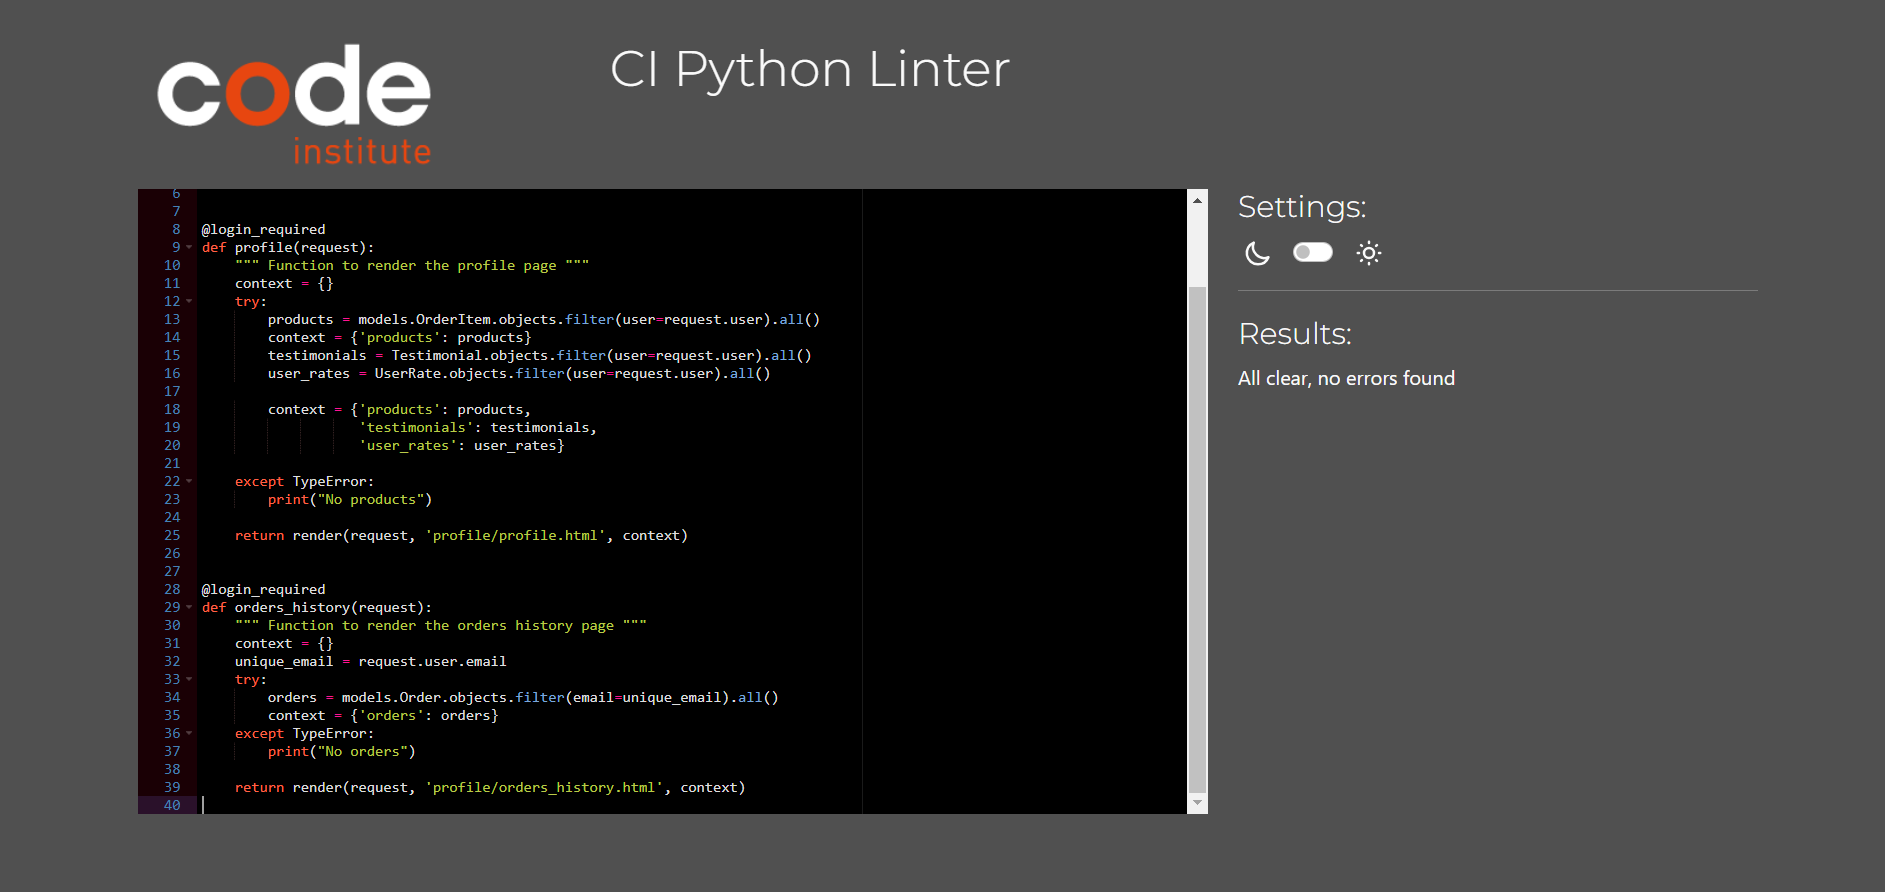 code
institute
CI Python Linter
6
7
8 @login_required
9 def profile(request):
10     """ Function to render the profile page """
11     context = {}
12     try:
13         products = models.OrderItem.objects.filter(user=request.user).all()
14         context = {'products': products}
15         testimonials = Testimonial.objects.filter(user=request.user).all()
16         user_rates = UserRate.objects.filter(user=request.user).all()
17
18         context = {'products': products,
19                    'testimonials': testimonials,
20                    'user_rates': user_rates}
21
22     except TypeError:
23         print("No products")
24
25     return render(request, 'profile/profile.html', context)
26
27
28 @login_required
29 def orders_history(request):
30     """ Function to render the orders history page """
31     context = {}
32     unique_email = request.user.email
33     try:
34         orders = models.Order.objects.filter(email=unique_email).all()
35         context = {'orders': orders}
36     except TypeError:
37         print("No orders")
38
39     return render(request, 'profile/orders_history.html', context)
40
Settings:
Results:
All clear, no errors found